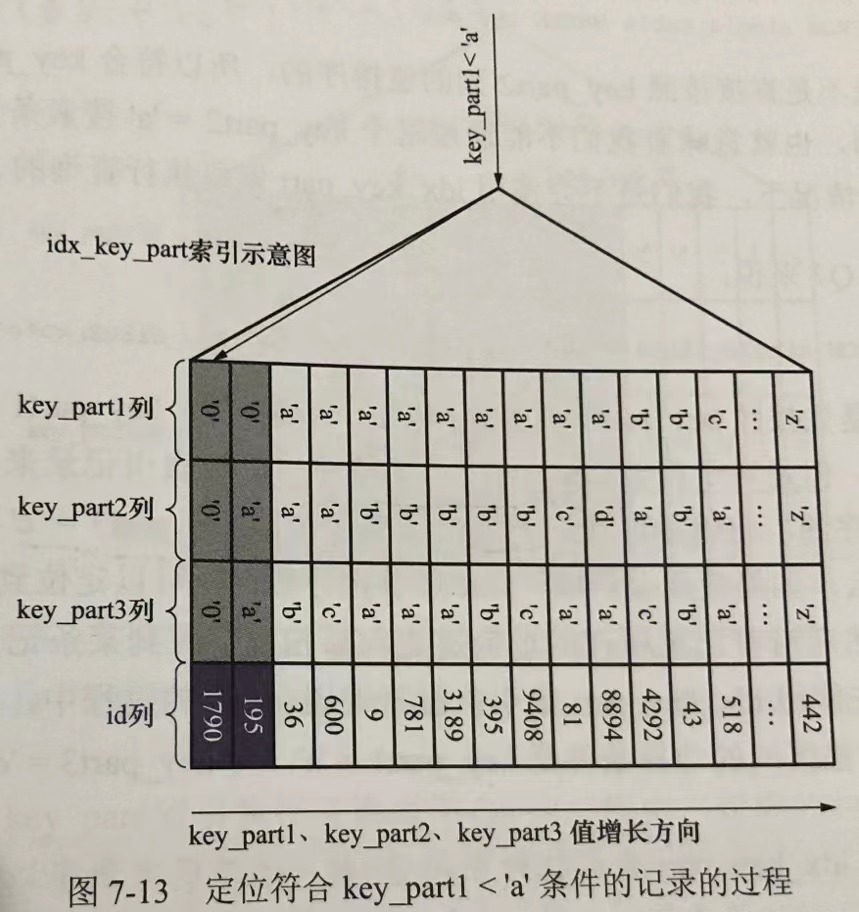 key_part1< 'a'
idx_key_part索引示意图
key_part1列 '0' '0' 'a' 'a' 'a' 'a' 'a' 'a' 'a' 'a' 'a' 'b' 'b' 'c' … 'z'
key_part2列 '0' 'a' 'a' 'a' 'b' 'b' 'b' 'b' 'b' 'c' 'd' 'a' 'b' 'a' … 'z'
key_part3列 '0' 'a' 'b' 'c' 'a' 'a' 'a' 'b' 'c' 'a' 'a' 'c' 'b' 'a' … 'z'
id列 1790 195 36 600 9 781 3189 395 9408 81 8894 4292 43 518 … 442
key_part1、key_part2、key_part3 值增长方向
图 7-13 定位符合 key_part1 < 'a' 条件的记录的过程